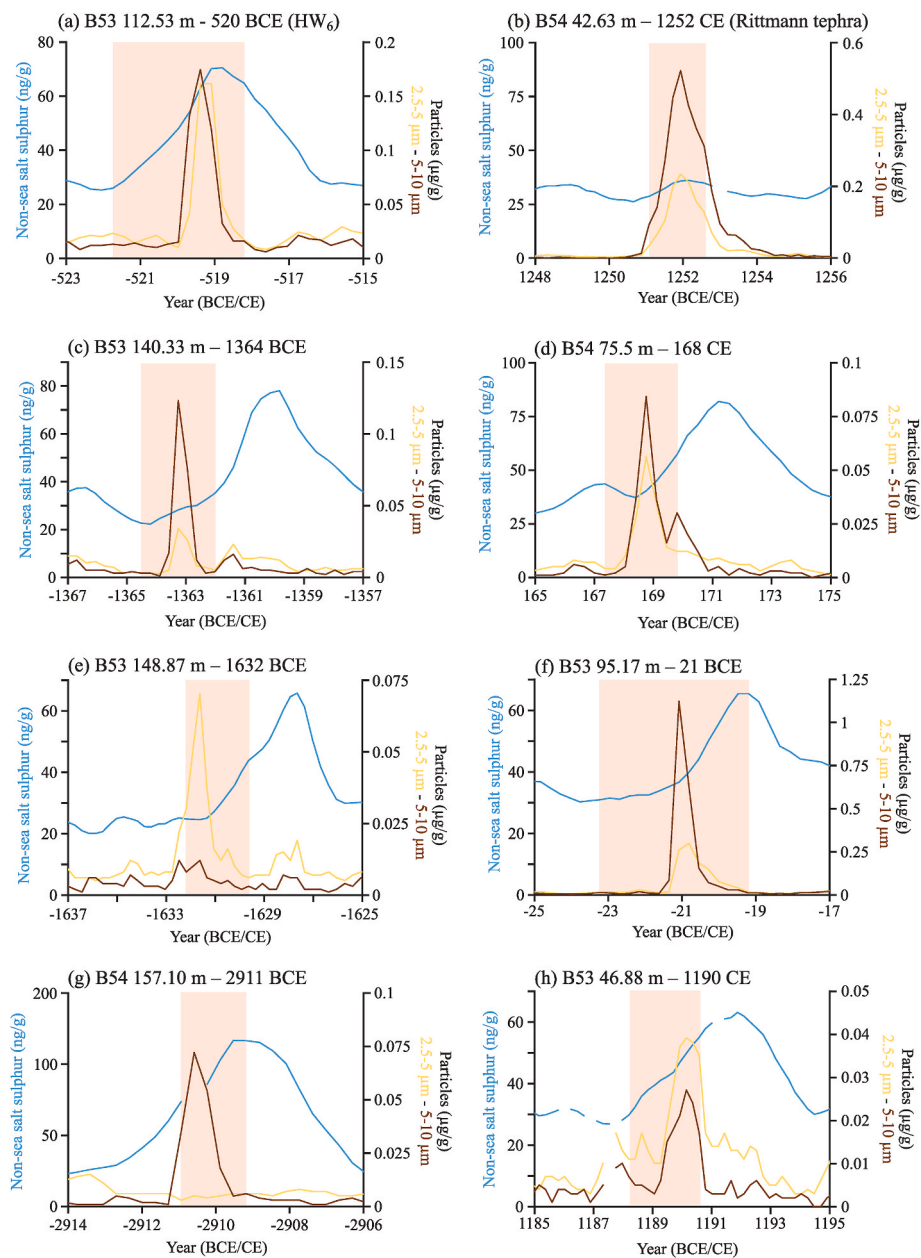 (a) B53 112.53 m - 520 BCE (HW6)
Non-sea salt sulphur (ng/g)
80
60
40
20
0
0.2
0.15
0.1
0.05
0
Particles (µg/g)
2.5-5 µm - 5-10 µm
-523 -521 -519 -517 -515
Year (BCE/CE)
(b) B54 42.63 m – 1252 CE (Rittmann tephra)
Non-sea salt sulphur (ng/g)
100
75
50
25
0
0.6
0.4
0.2
0
Particles (µg/g)
2.5-5 µm - 5-10 µm
1248 1250 1252 1254 1256
Year (BCE/CE)
(c) B53 140.33 m – 1364 BCE
Non-sea salt sulphur (ng/g)
80
60
40
20
0
0.15
0.1
0.05
0
Particles (µg/g)
2.5-5 µm - 5-10 µm
-1367 -1365 -1361 -1359 -1357
Year (BCE/CE)
(d) B54 75.5 m – 168 CE
Non-sea salt sulphur (ng/g)
100
75
50
25
0
0.1
0.075
0.05
0.025
0
Particles (µg/g)
2.5-5 µm - 5-10 µm
165 167 169 171 173 175
Year (BCE/CE)
(e) B53 148.87 m – 1632 BCE
Non-sea salt sulphur (ng/g)
60
40
20
0
0.075
0.05
0.025
0
Particles (µg/g)
2.5-5 µm - 5-10 µm
-1637 -1633 -1629 -1625
Year (BCE/CE)
(f) B53 95.17 m – 21 BCE
Non-sea salt sulphur (ng/g)
60
40
20
0
1.25
1
0.75
0.5
0.25
0
Particles (µg/g)
2.5-5 µm - 5-10 µm
-25 -23 -21 -19 -17
Year (BCE/CE)
(g) B54 157.10 m – 2911 BCE
Non-sea salt sulphur (ng/g)
200
100
50
0
0.1
0.075
0.05
0.025
0
Particles (µg/g)
2.5-5 µm - 5-10 µm
-2914 -2912 -2910 -2908 -2906
Year (BCE/CE)
(h) B53 46.88 m – 1190 CE
Non-sea salt sulphur (ng/g)
60
40
20
0
0.05
0.04
0.03
0.02
0.01
0
Particles (µg/g)
2.5-5 µm - 5-10 µm
1185 1187 1189 1191 1193 1195
Year (BCE/CE)